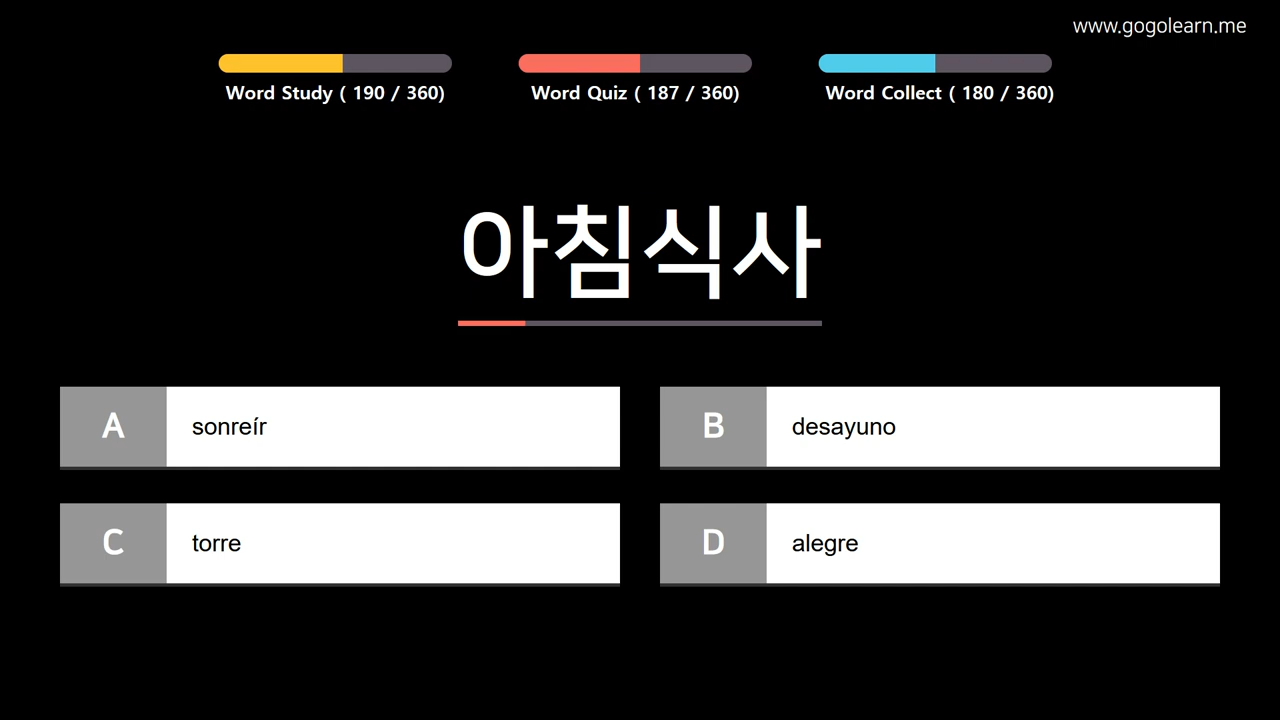 www.gogolearn.me
Word Study ( 190 / 360)
Word Quiz ( 187 / 360)
Word Collect ( 180 / 360)
아침식사
A sonreír
B desayuno
C torre
D alegre